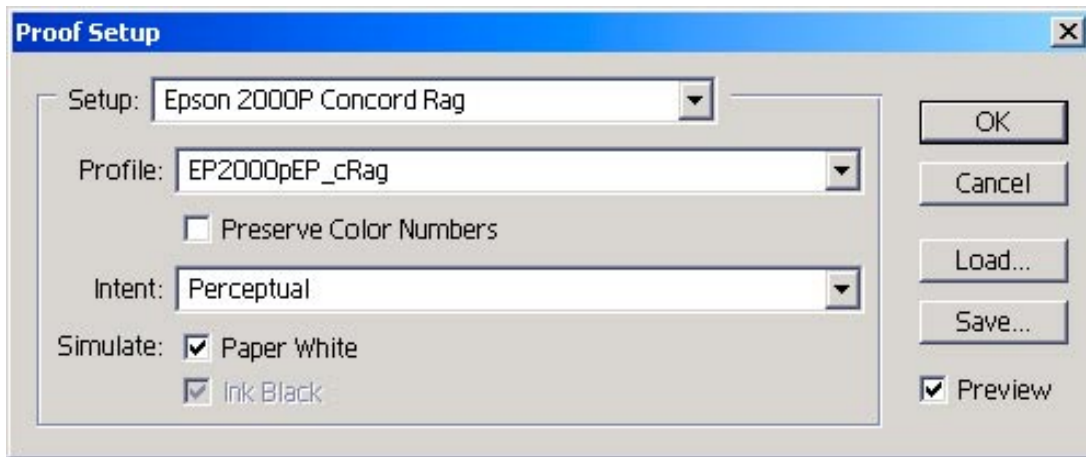 Proof Setup
Setup: Epson 2000P Concord Rag
OK
Profile: EP2000pEP_cRag
Cancel
Preserve Color Numbers
Load...
Intent: Perceptual
Save...
Simulate: Paper White
Ink Black
Preview